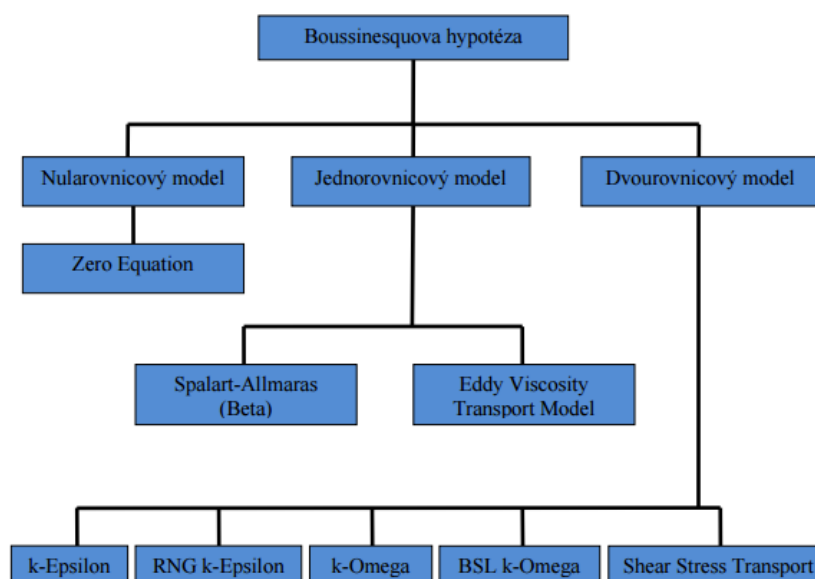 Boussinesquova hypotéza
Nularovnicový model
Jednorovnicový model
Dvourovnicový model
Zero Equation
Spalart-Allmaras
(Beta)
Eddy Viscosity
Transport Model
k-Epsilon
RNG k-Epsilon
k-Omega
BSL k-Omega
Shear Stress Transport